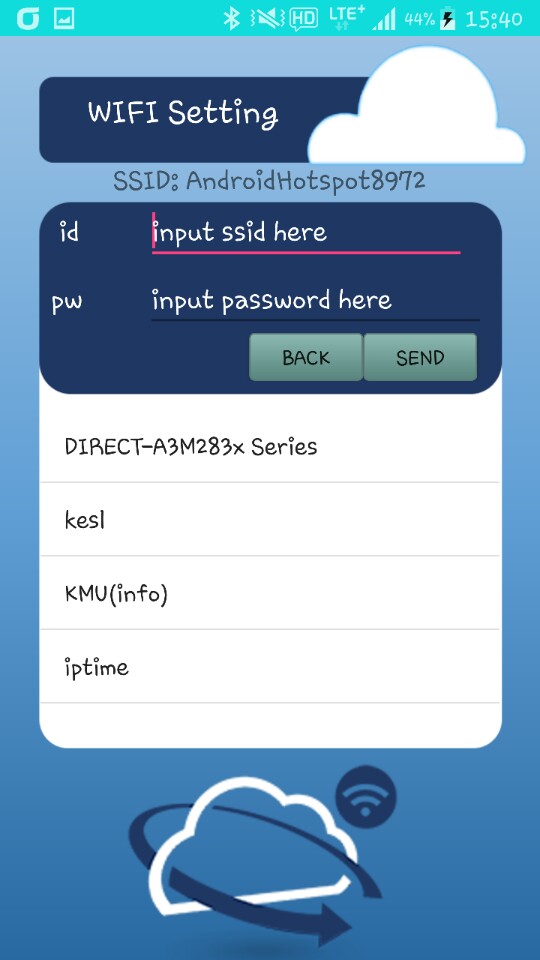 HD LTE+ 44% 15:40
WIFI Setting
SSID: AndroidHotspot8972
id input ssid here
pw input password here
BACK SEND
DIRECT-A3M283x Series
kesl
KMU(info)
iptime